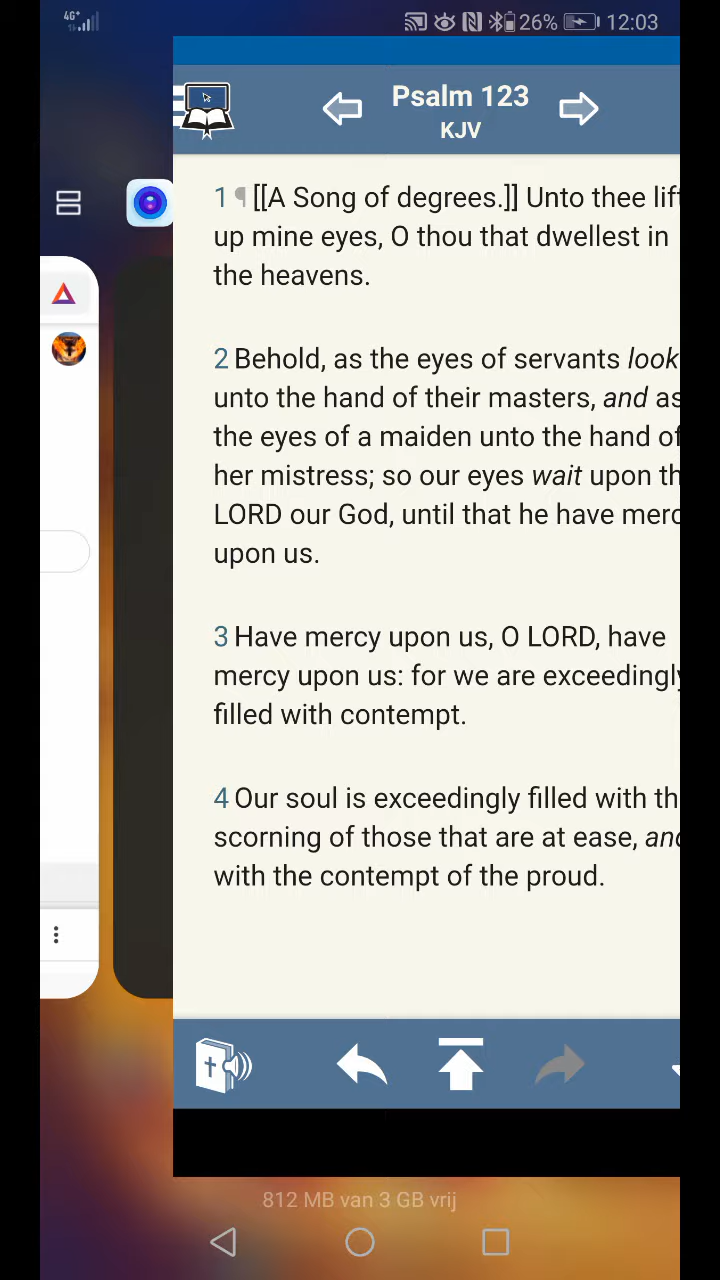 4G+ 26% 12:03
Psalm 123
KJV
1 ¶ [[A Song of degrees.]] Unto thee lift
up mine eyes, O thou that dwellest in
the heavens.
2 Behold, as the eyes of servants look
unto the hand of their masters, and as
the eyes of a maiden unto the hand of
her mistress; so our eyes wait upon th
LORD our God, until that he have merc
upon us.
3 Have mercy upon us, O LORD, have
mercy upon us: for we are exceedingly
filled with contempt.
4 Our soul is exceedingly filled with th
scorning of those that are at ease, and
with the contempt of the proud.
812 MB van 3 GB vrij